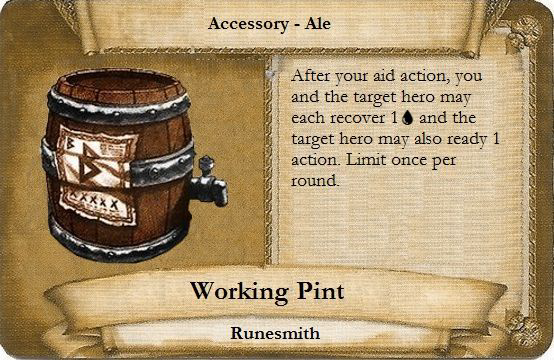 Accessory - Ale
After your aid action, you
and the target hero may
each recover 1 and the
target hero may also ready 1
action. Limit once per
round.
XXXXX
Working Pint
Runesmith